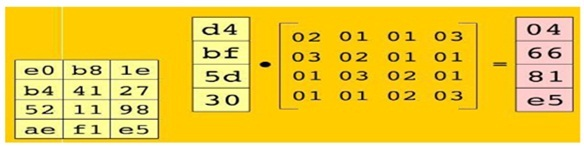 e0 b8 1e
b4 41 27
52 11 98
ae f1 e5
d4
bf
5d
30
•
02 01 01 03
03 02 01 01
01 03 02 01
01 01 02 03
=
04
66
81
e5